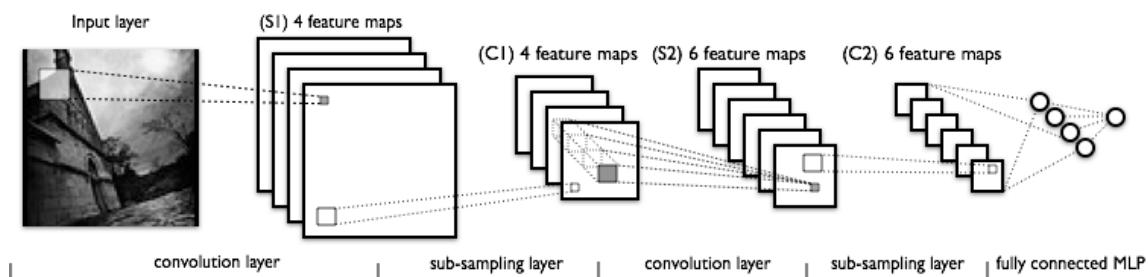 Input layer
(S1) 4 feature maps
(C1) 4 feature maps
(S2) 6 feature maps
(C2) 6 feature maps
convolution layer
sub-sampling layer
convolution layer
sub-sampling layer
fully connected MLP